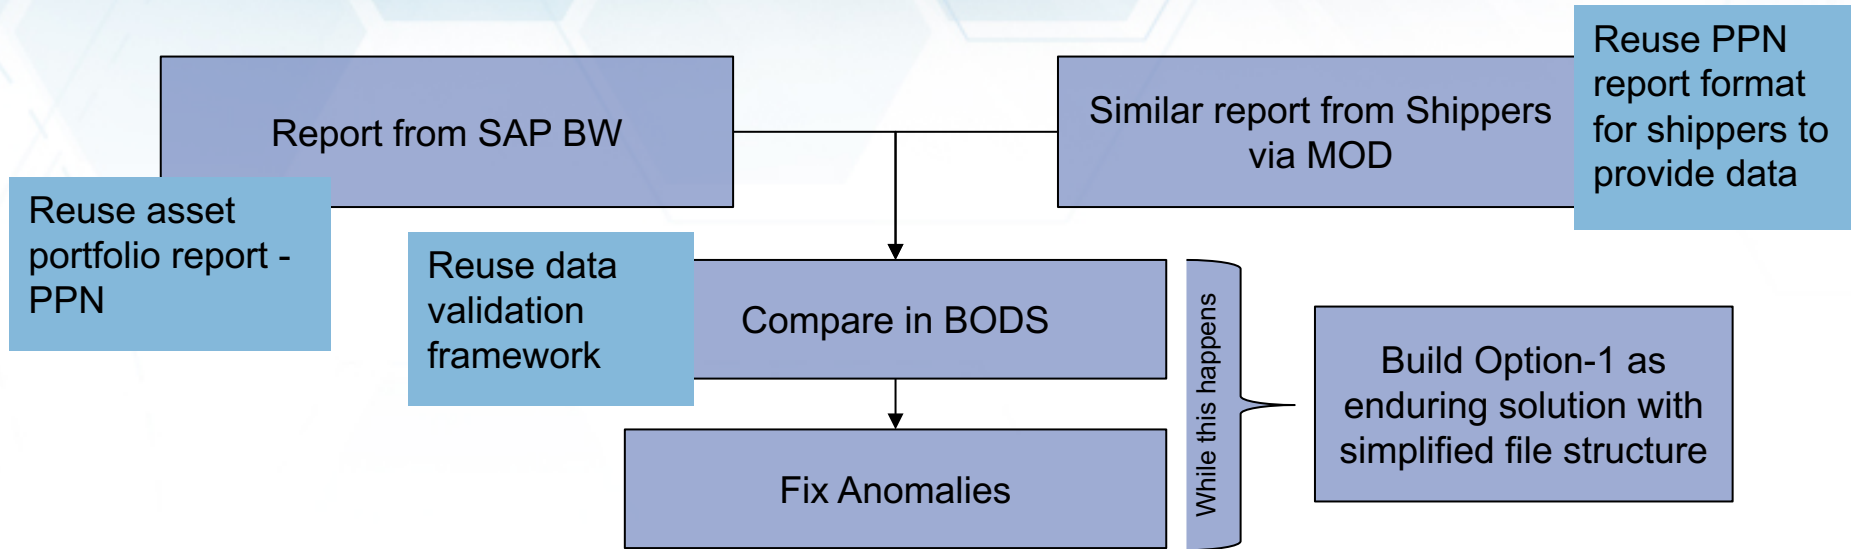 Report from SAP BW
Similar report from Shippers
via MOD
Reuse PPN
report format
for shippers to
provide data
Reuse asset
portfolio report -
PPN
Reuse data
validation
framework
Compare in BODS
Fix Anomalies
While this happens
Build Option-1 as
enduring solution with
simplified file structure